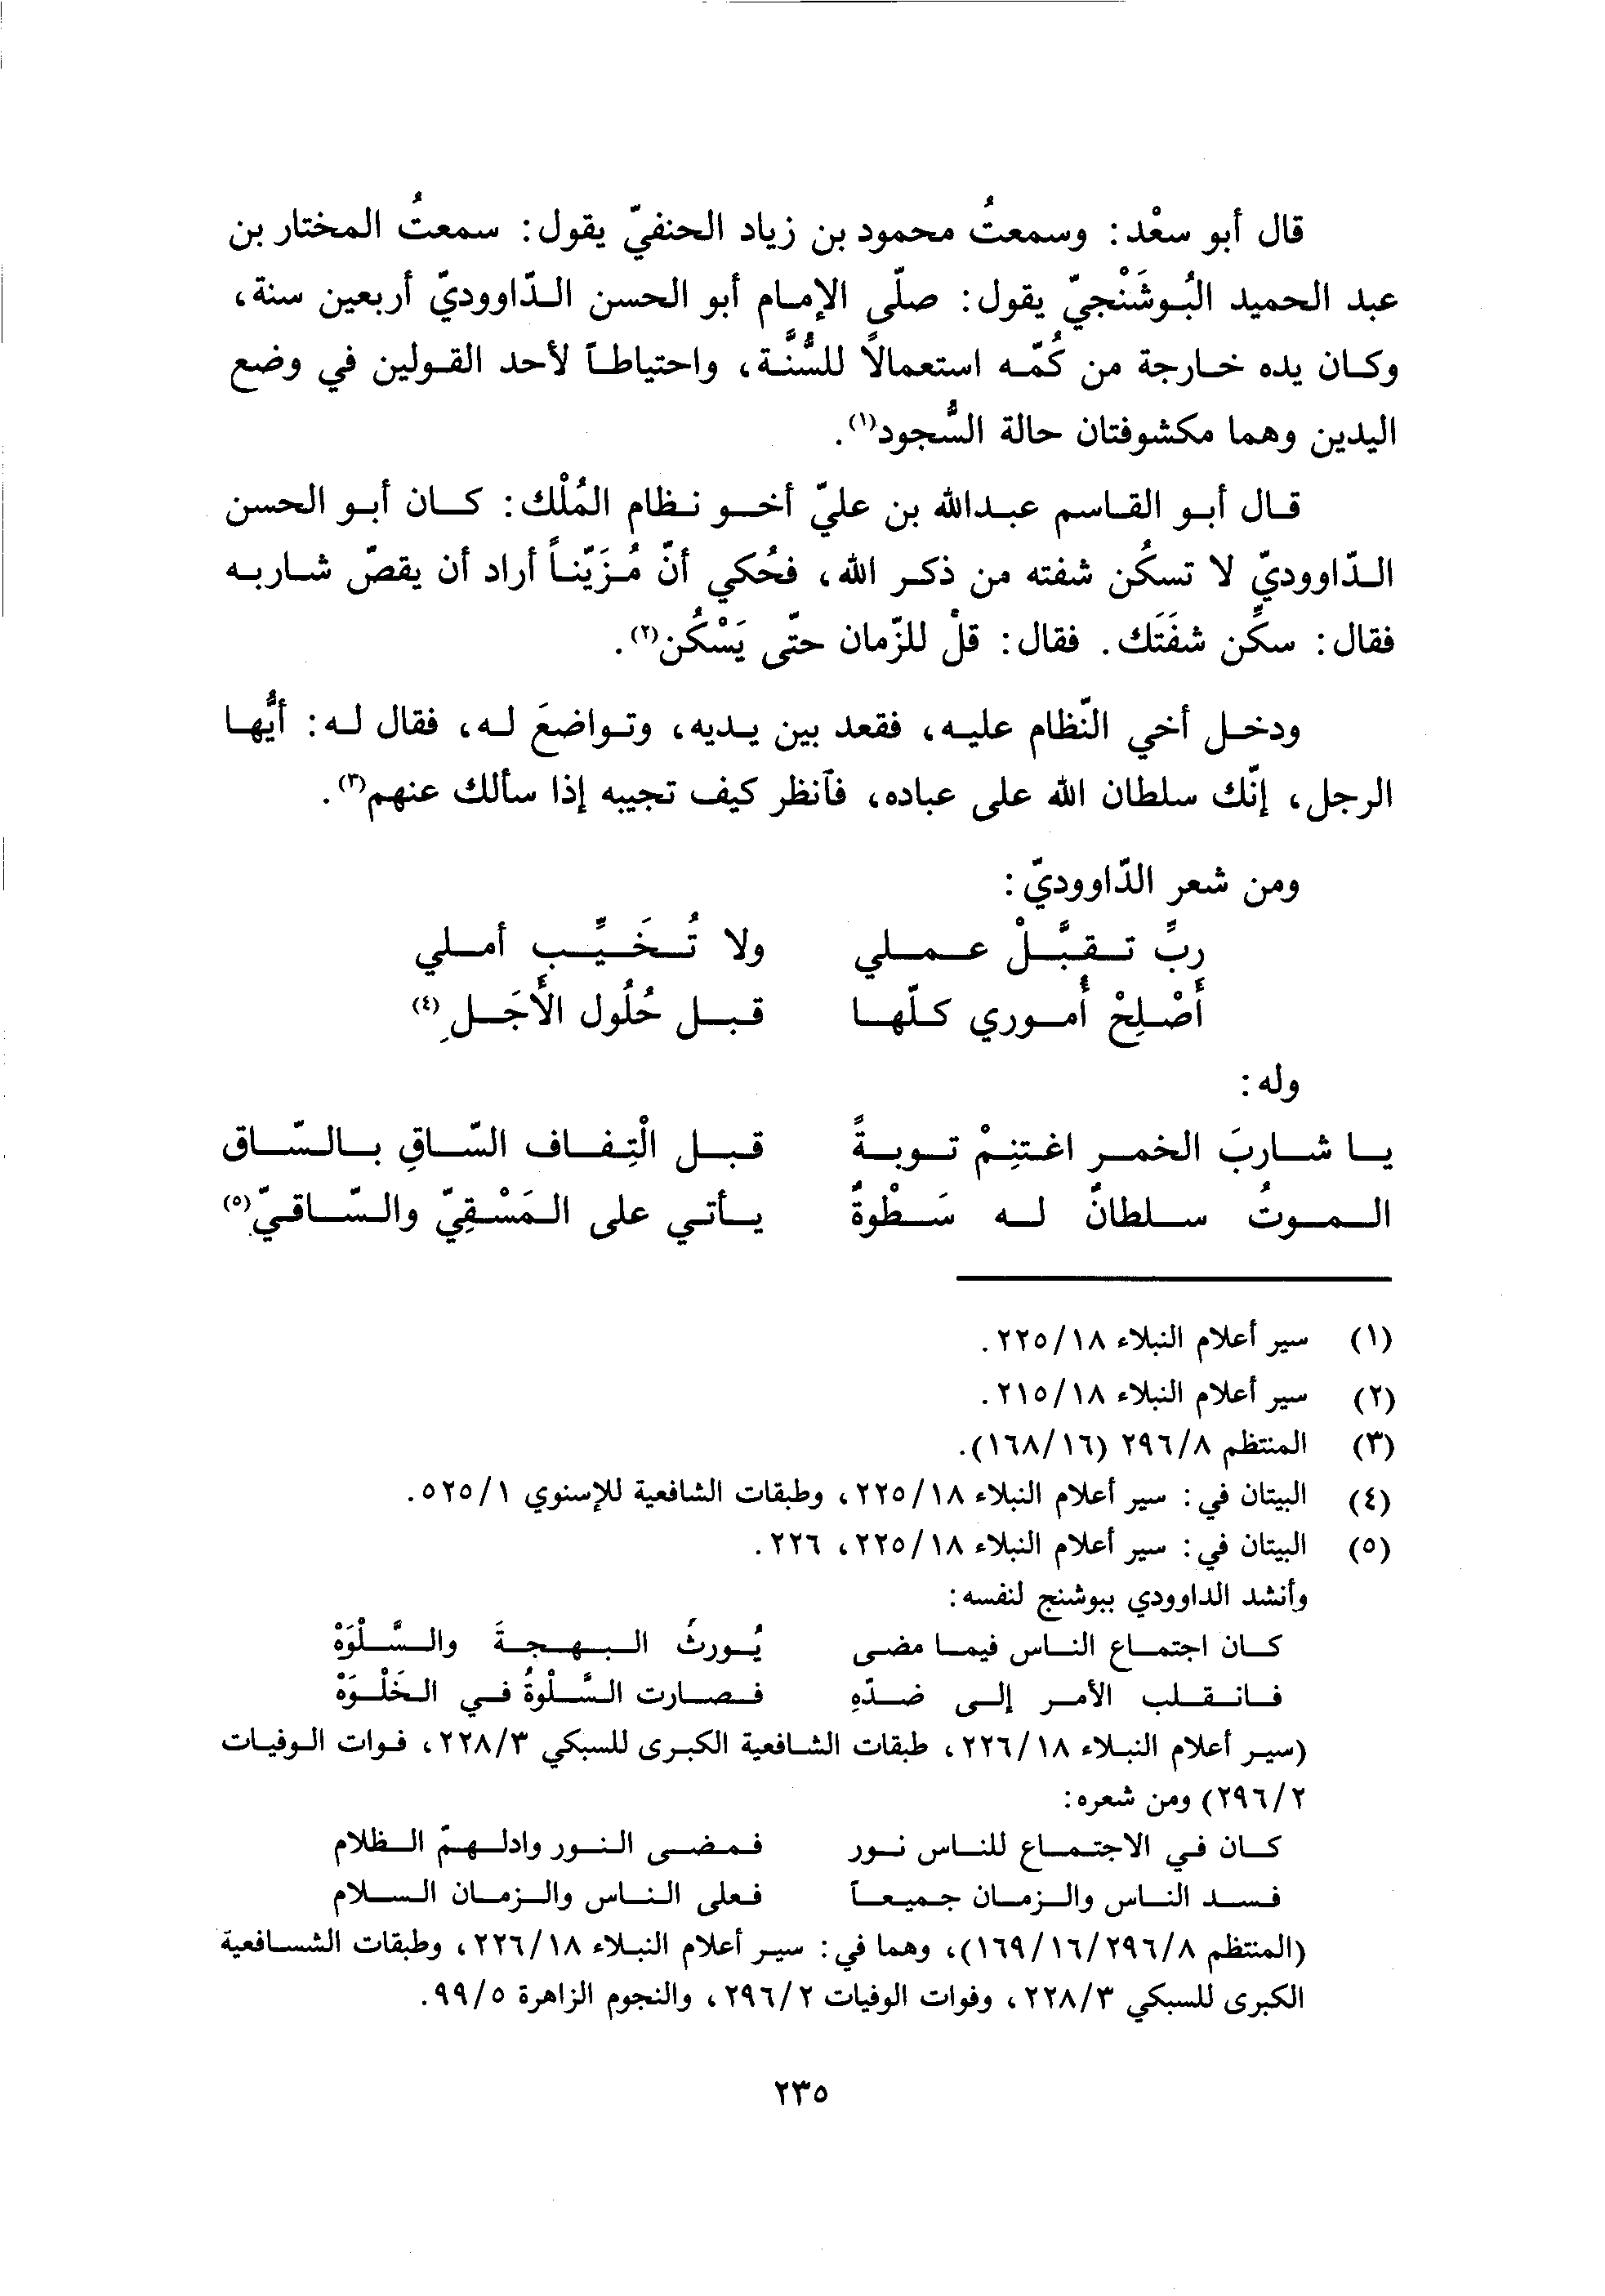 قال أبو سعْد: وسمعتُ محمود بن زياد الحنفيّ يقول: سمعتُ المختار بن
عبد الحميد البُوشَنْجيّ يقول: صلّى الإمام أبو الحسن الدّاووديّ أربعين سنة،
وكان يده خارجة من كُمّه استعمالاً للسُّنَّة، واحتياطاً لأحد القولين في وضع
اليدين وهما مكشوفتان حالة السُّجود(١).
قال أبو القاسم عبدالله بن عليّ أخو نظام المُلْك: كان أبو الحسن
الدّاووديّ لا تسكُن شفته من ذكر الله، فحُكي أنّ مُزَيّناً أراد أن يقصّ شاربه
فقال: سكِّن شفَتَك. فقال: قلْ للزّمان حتّى يَسْكُن(٢).
ودخل أخي النّظام عليه، فقعد بين يديه، وتواضعَ له، فقال له: أيُّها
الرجل، إنّك سلطان الله على عباده، فٱنظر كيف تجيبه إذا سألك عنهم(٣).
ومن شعر الدّاووديّ:
ربِّ تقبَّلْ عملي ولا تُخَيِّب أملي
أَصْلِحْ أُموري كلّها قبل حُلُول الأَجَلِ(٤)
وله:
يا شاربَ الخمر اغتنِمْ توبةً قبل الْتِفاف السّاقِ بالسّاق
الموتُ سلطانٌ له سَطْوةٌ يأتي على المَسْقِيّ والسّاقيّ(٥).
(١) سير أعلام النبلاء ٢٢٥/١٨.
(٢) سير أعلام النبلاء ٢١٥/١٨.
(٣) المنتظم ٢٩٦/٨ (١٦٨/١٦).
(٤) البيتان في: سير أعلام النبلاء ٢٢٥/١٨، وطبقات الشافعية للإسنوي ٥٢٥/١.
(٥) البيتان في: سير أعلام النبلاء ٢٢٥/١٨، ٢٢٦.
وأنشد الداوودي ببوشنج لنفسه:
كان اجتماع الناس فيما مضى يُورثُ البهجةَ والسَّلْوَهْ
فانقلب الأمر إلى ضدّهِ فصارت السَّلْوةُ في الخَلْوَهْ
(سير أعلام النبلاء ٢٢٦/١٨، طبقات الشافعية الكبرى للسبكي ٢٢٨/٣، فوات الوفيات
٢٩٦/٢) ومن شعره:
كان في الاجتماع للناس نور فمضى النور وادلهمّ الظلام
فسد الناس والزمان جميعاً فعلى الناس والزمان السلام
(المنتظم ٢٩٦/٨/١٦٩/١٦)، وهما في: سير أعلام النبلاء ٢٢٦/١٨، وطبقات الشافعية
الكبرى للسبكي ٢٢٨/٣، وفوات الوفيات ٢٩٦/٢، والنجوم الزاهرة ٩٩/٥.
٢٣٥